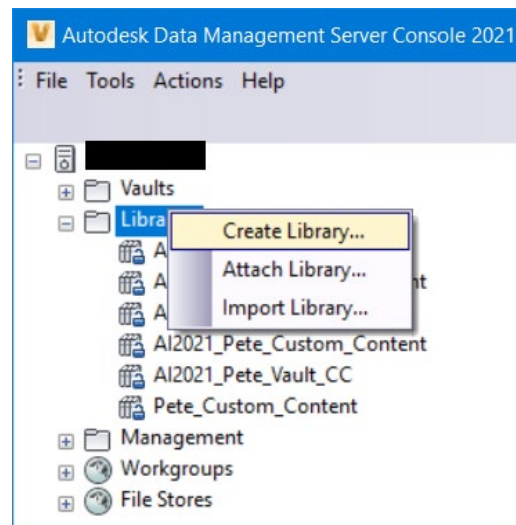 Autodesk Data Management Server Console 2021
File Tools Actions Help
Vaults
Create Library...
Attach Library...
Import Library...
AI2021_Pete_Custom_Content
AI2021_Pete_Vault_CC
Pete_Custom_Content
Management
Workgroups
File Stores